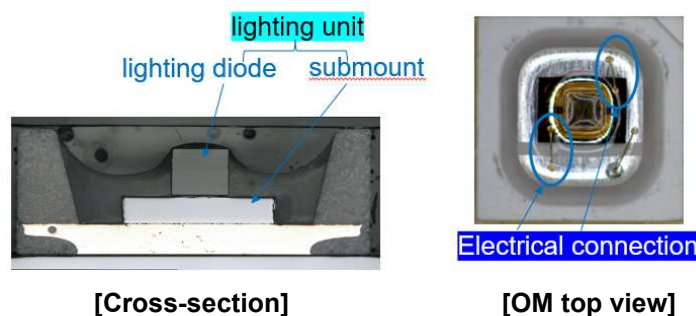 lighting unit
lighting diode submount
Electrical connection
[Cross-section] [OM top view]